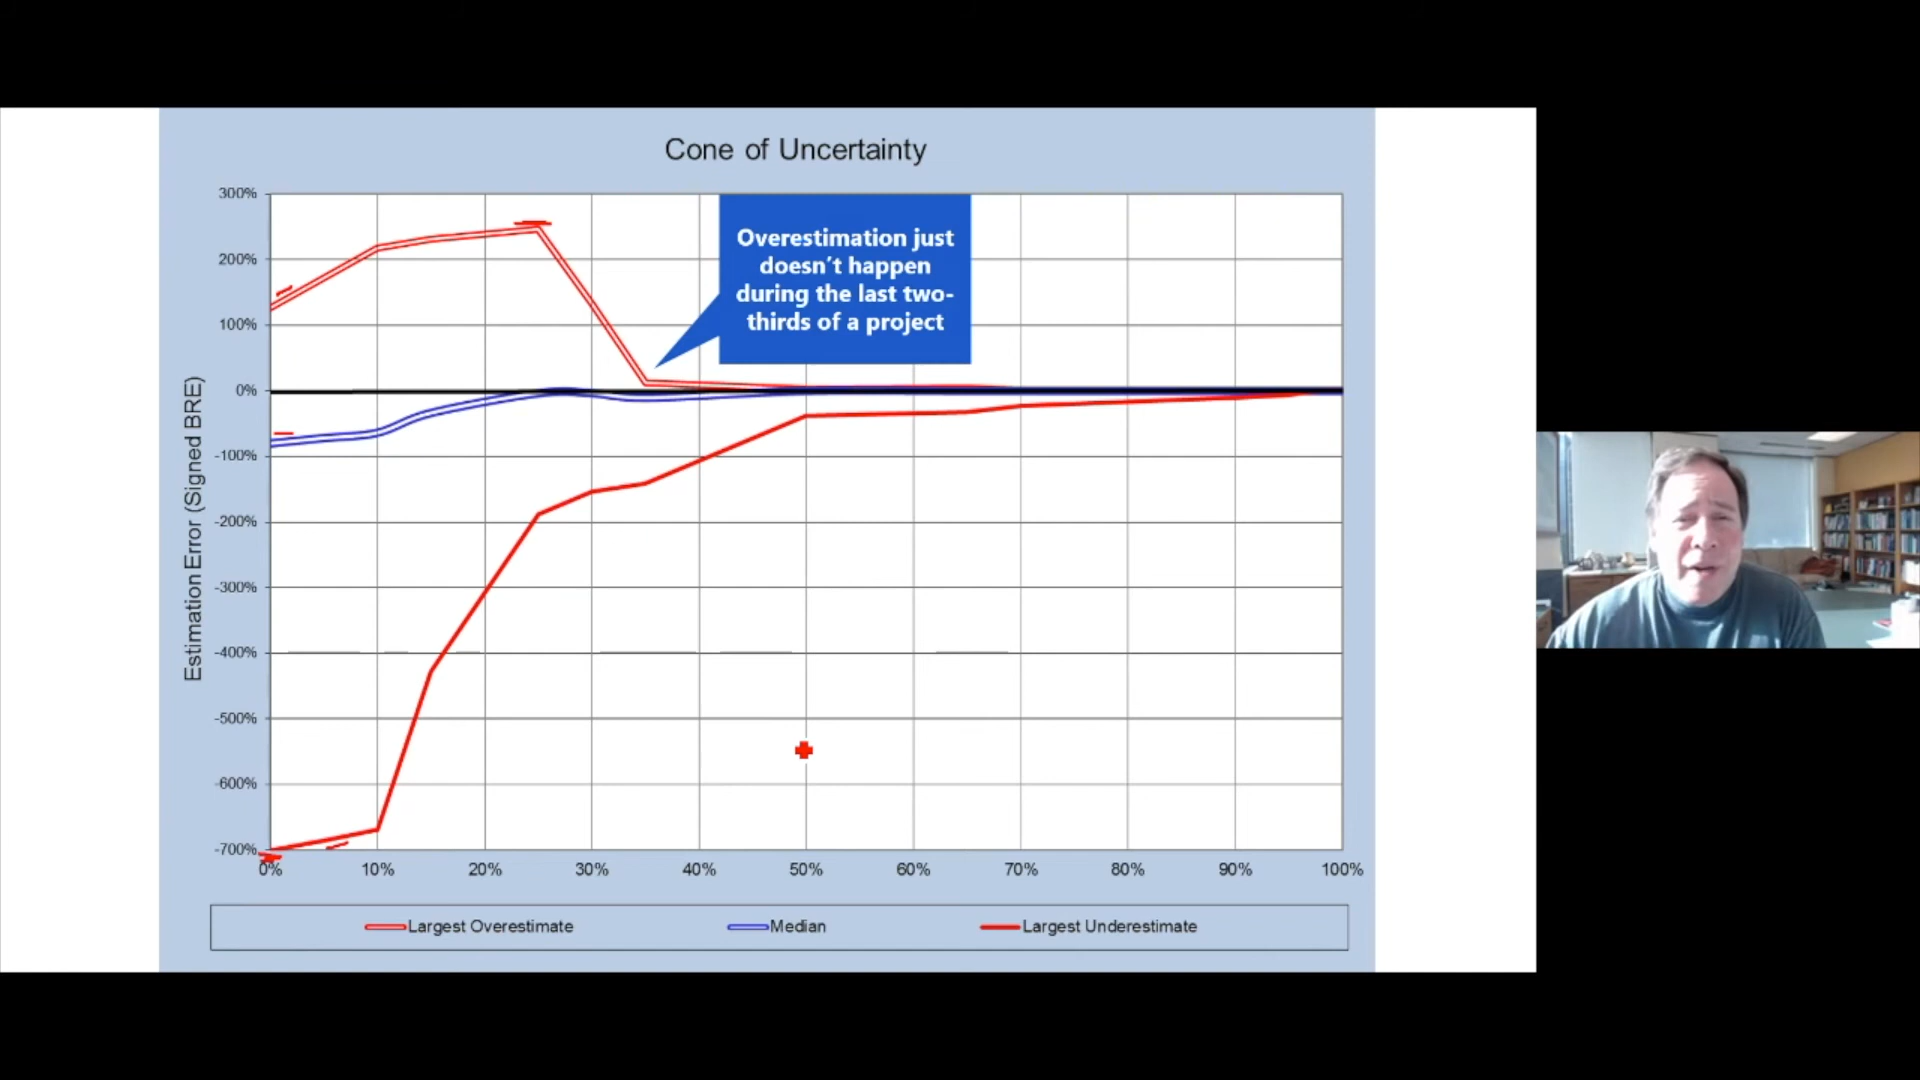 Cone of Uncertainty
300%
200%
100%
0%
-100%
-200%
-300%
-400%
-500%
-600%
-700%
Estimation Error (Signed BRE)
Overestimation just
doesn't happen
during the last two-
thirds of a project
0%
10%
20%
30%
40%
50%
60%
70%
80%
90%
100%
Largest Overestimate
Median
Largest Underestimate